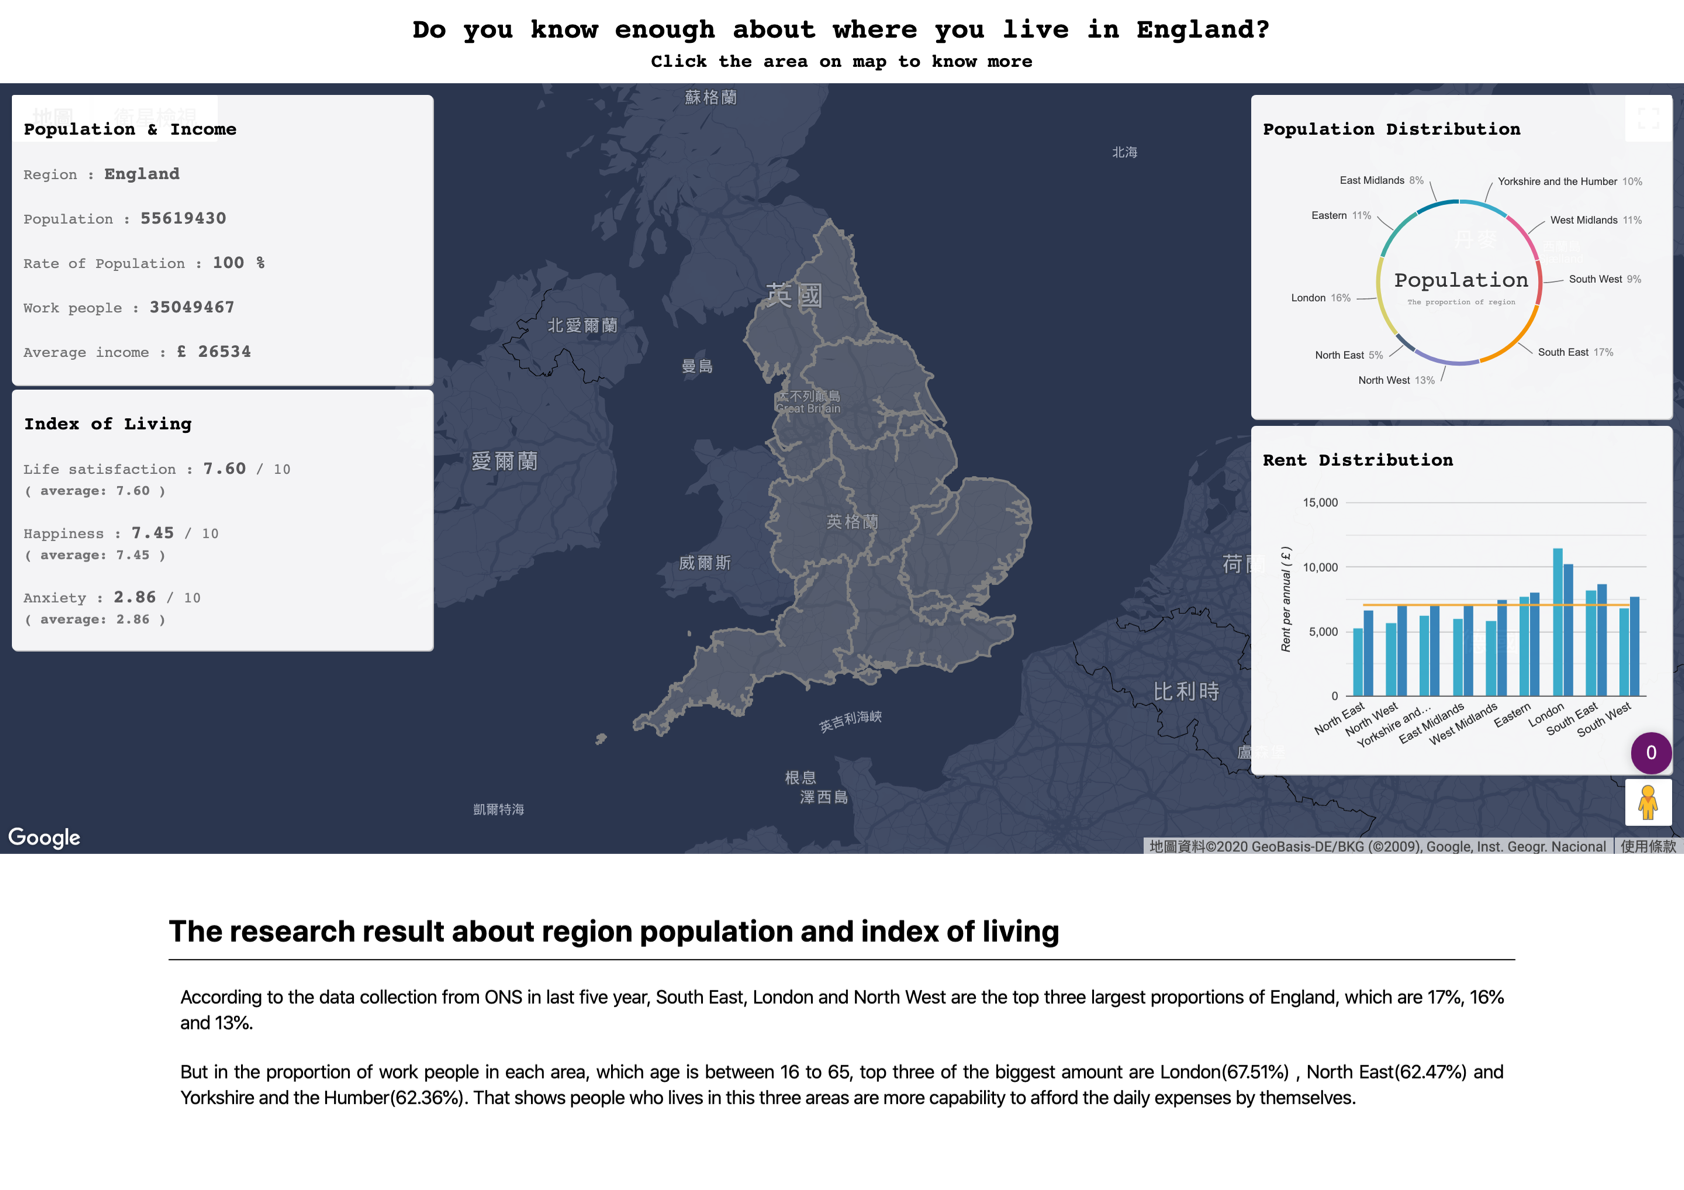 Do you know enough about where you live in England?
Click the area on map to know more
地圖
Population & Income
Region : England
Population : 55619430
Rate of Population : 100 %
Work people : 35049467
Average income : £ 26534
Index of Living
Life satisfaction : 7.60 / 10
( average: 7.60 )
Happiness : 7.45 / 10
( average: 7.45 )
Anxiety : 2.86 / 10
( average: 2.86 )
蘇格蘭
北海
英國
北愛爾蘭
曼島
大不列顛島
Great Britain
愛爾蘭
英格蘭
威爾斯
荷蘭
比利時
英吉利海峽
盧森堡
根息
澤西島
凱爾特海
丹麥
Population Distribution
East Midlands 8%
Yorkshire and the Humber 10%
Eastern 11%
West Midlands 11%
Population
The proportion of region
South West 9%
London 16%
North East 5%
South East 17%
North West 13%
Rent Distribution
15,000
10,000
5,000
0
Rent per annual ( £ )
North East
North West
Yorkshire and...
East Midlands
West Midlands
Eastern
London
South East
South West
0
Google
地圖資料©2020 GeoBasis-DE/BKG (©2009), Google, Inst. Geogr. Nacional
使用條款
The research result about region population and index of living
According to the data collection from ONS in last five year, South East, London and North West are the top three largest proportions of England, which are 17%, 16%
and 13%.
But in the proportion of work people in each area, which age is between 16 to 65, top three of the biggest amount are London(67.51%) , North East(62.47%) and
Yorkshire and the Humber(62.36%). That shows people who lives in this three areas are more capability to afford the daily expenses by themselves.